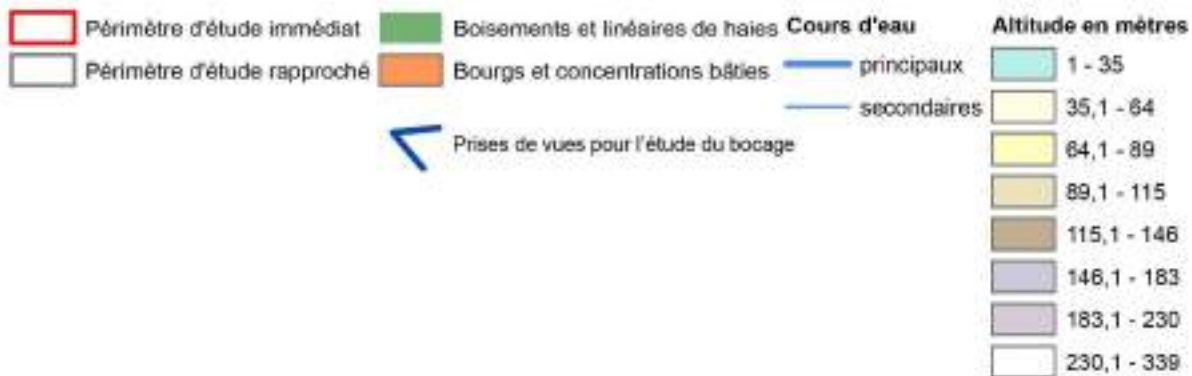 Périmètre d'étude immédiat
Périmètre d'étude rapproché
Boisements et linéaires de haies
Bourgs et concentrations bâties
Prises de vues pour l'étude du bocage
Cours d'eau
principaux
secondaires
Altitude en mètres
1 - 35
35,1 - 64
64,1 - 89
89,1 - 115
115,1 - 146
146,1 - 183
183,1 - 230
230,1 - 339